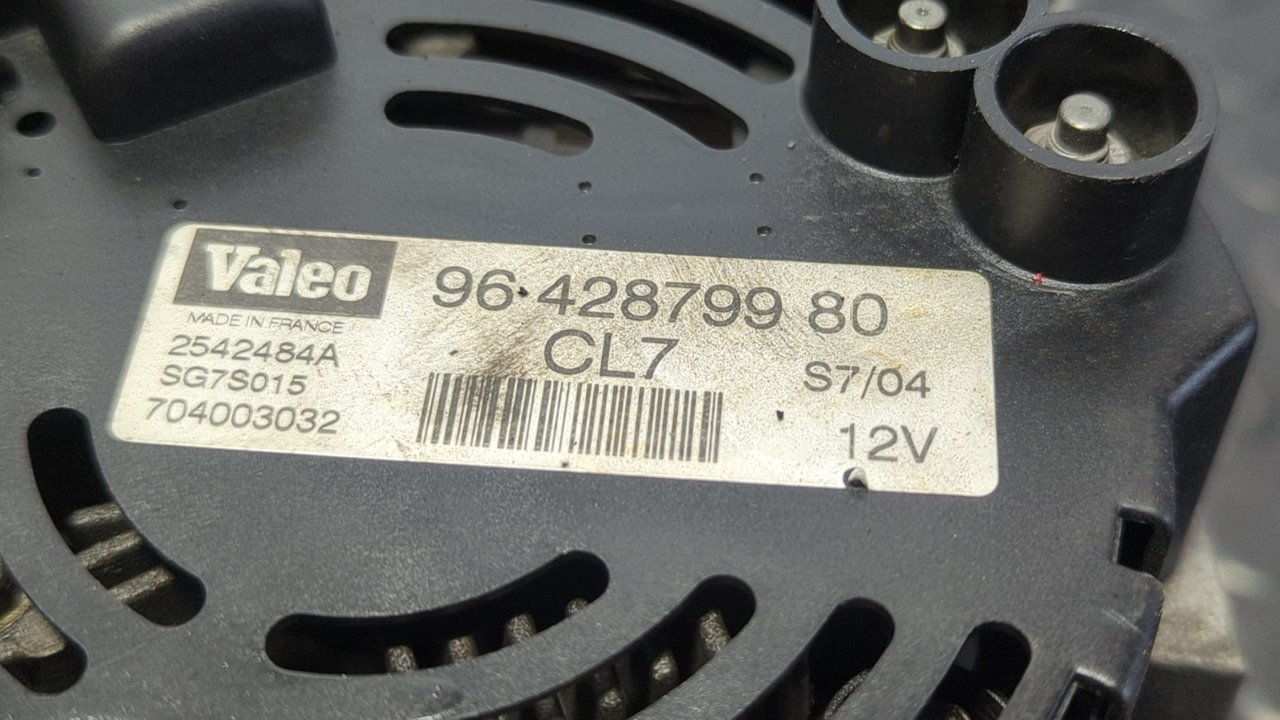 Valeo
MADE IN FRANCE
2542484A
SG7S015
704003032
96 428799 80
CL7
S7/04
12V